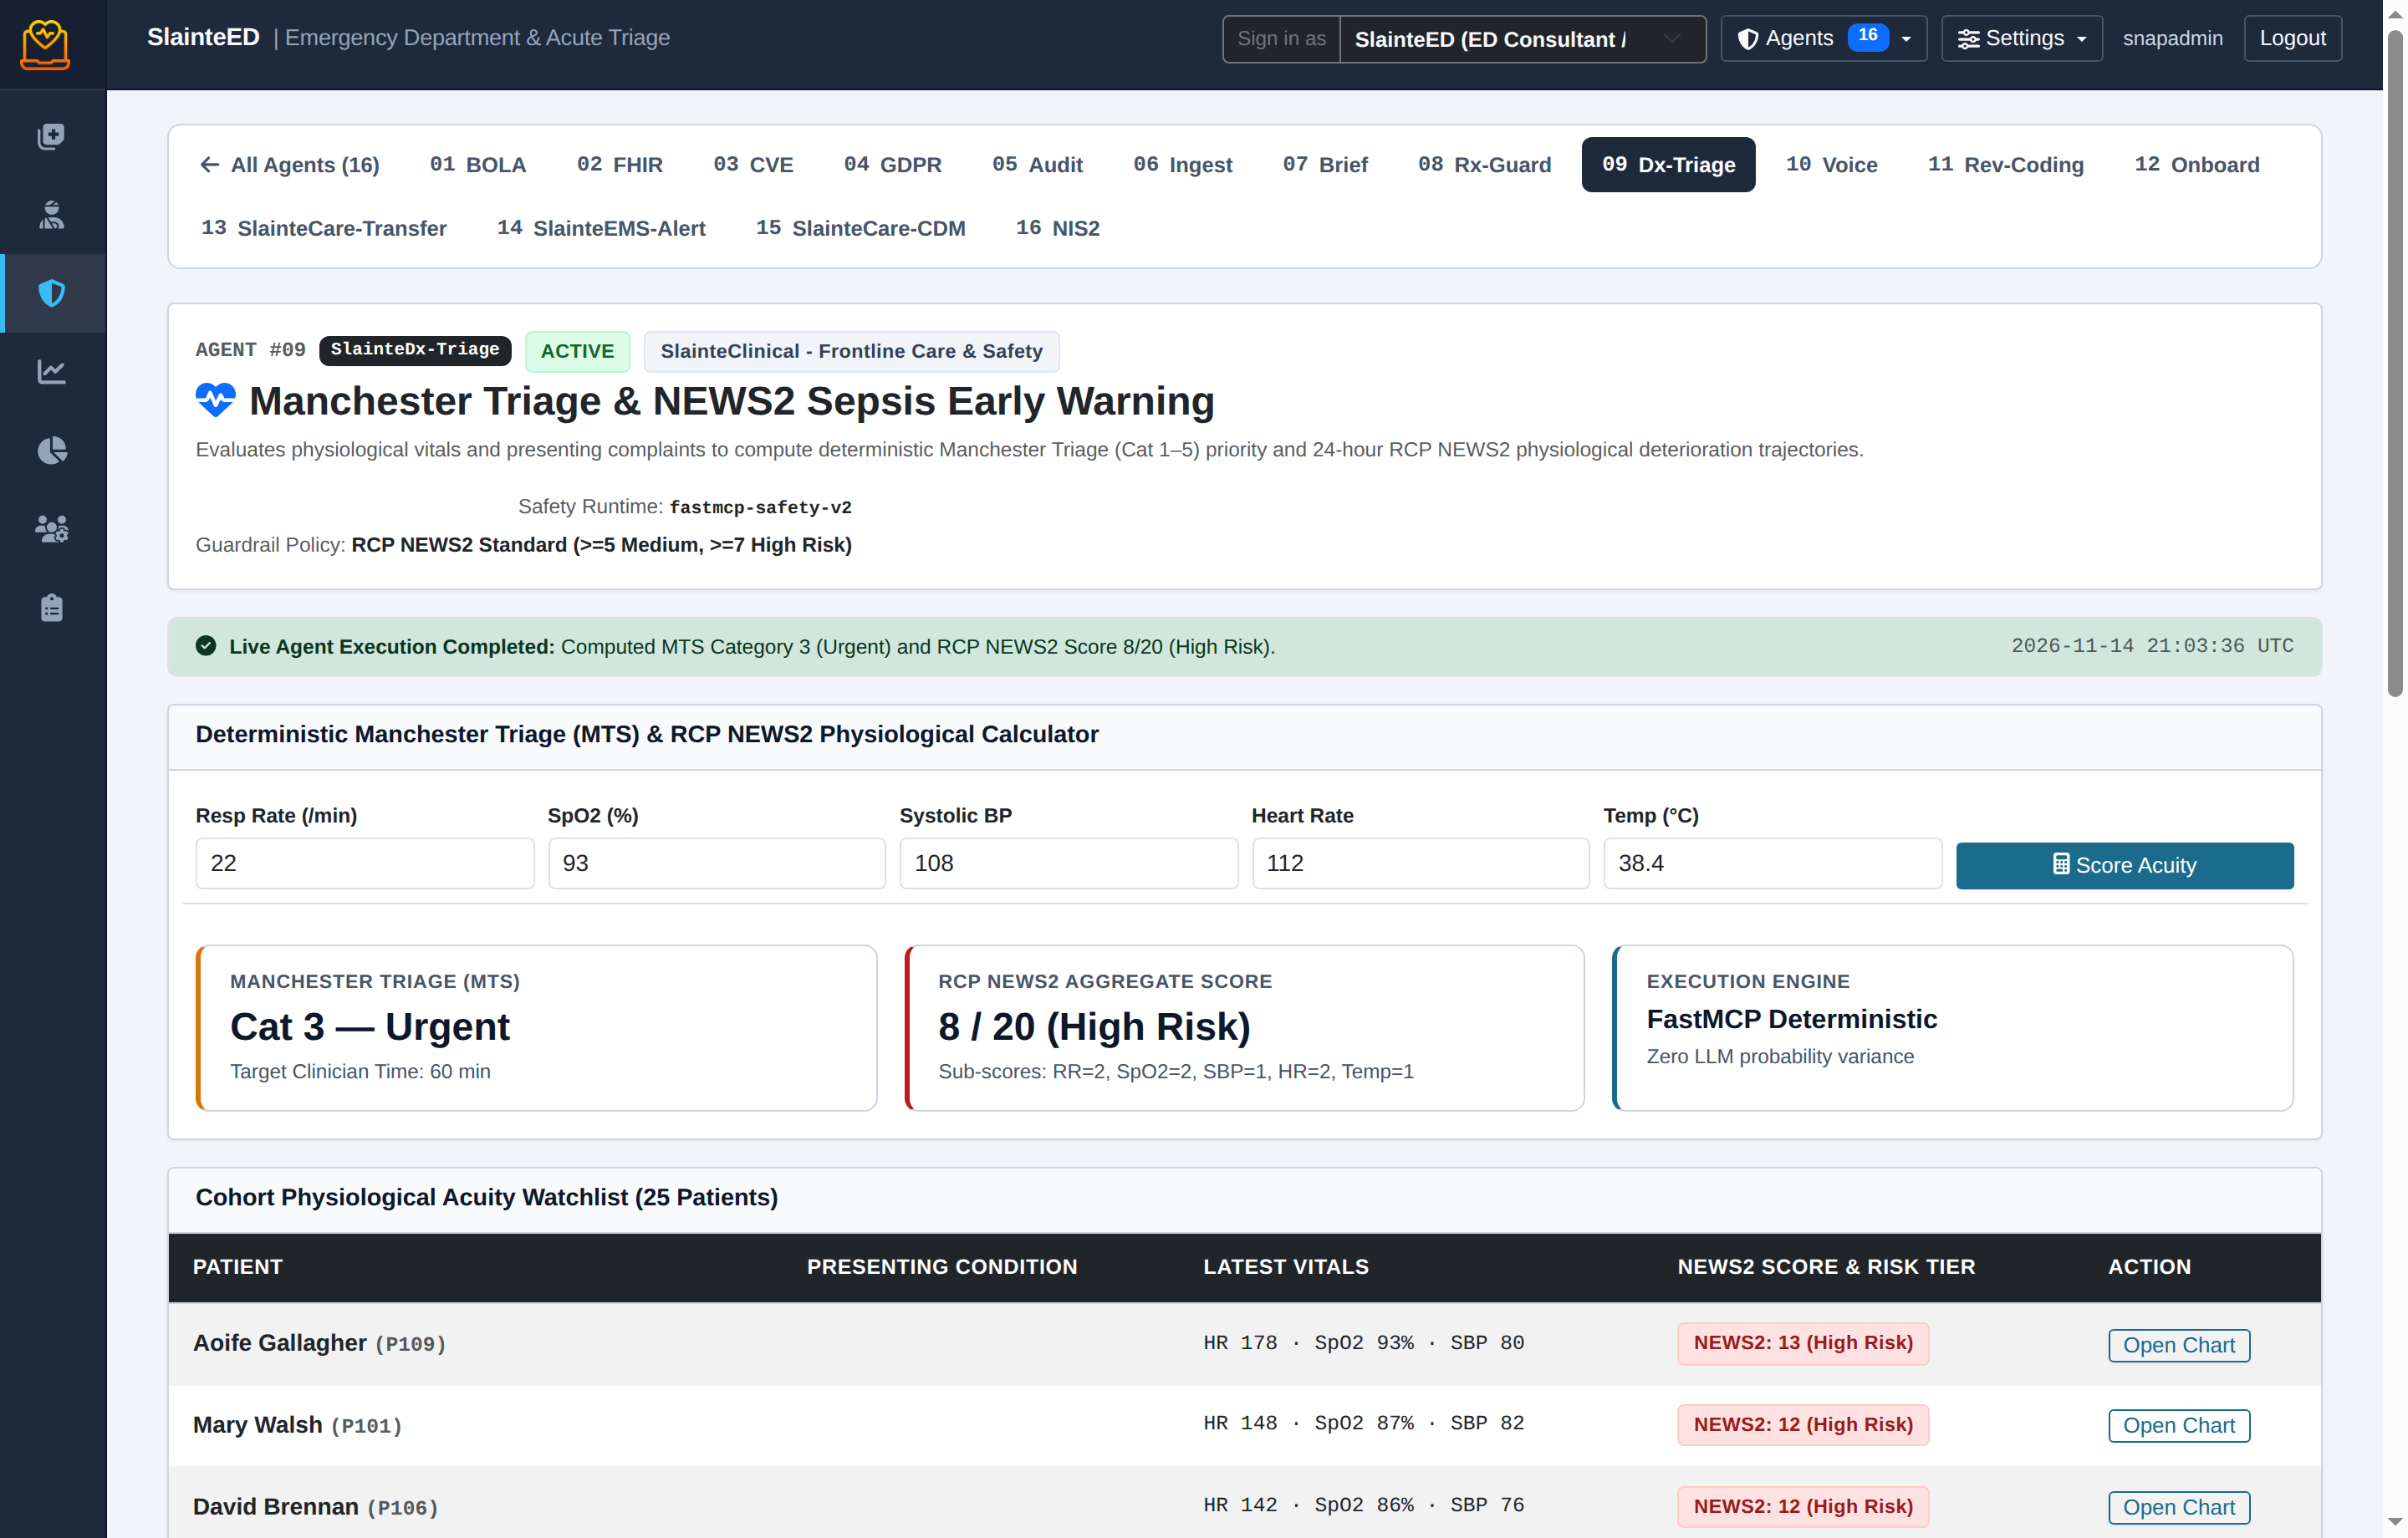 SlainteED | Emergency Department & Acute Triage
Sign in as SlainteED (ED Consultant / Agents 16 Settings snapadmin Logout
All Agents (16) 01 BOLA 02 FHIR 03 CVE 04 GDPR 05 Audit 06 Ingest 07 Brief 08 Rx-Guard 09 Dx-Triage 10 Voice 11 Rev-Coding 12 Onboard
13 SlainteCare-Transfer 14 SlainteEMS-Alert 15 SlainteCare-CDM 16 NIS2
AGENT #09 SlainteDx-Triage ACTIVE SlainteClinical - Frontline Care & Safety
Manchester Triage & NEWS2 Sepsis Early Warning
Evaluates physiological vitals and presenting complaints to compute deterministic Manchester Triage (Cat 1–5) priority and 24-hour RCP NEWS2 physiological deterioration trajectories.
Safety Runtime: fastmcp-safety-v2
Guardrail Policy: RCP NEWS2 Standard (>=5 Medium, >=7 High Risk)
Live Agent Execution Completed: Computed MTS Category 3 (Urgent) and RCP NEWS2 Score 8/20 (High Risk). 2026-11-14 21:03:36 UTC
Deterministic Manchester Triage (MTS) & RCP NEWS2 Physiological Calculator
Resp Rate (/min) SpO2 (%) Systolic BP Heart Rate Temp (°C)
22 93 108 112 38.4 Score Acuity
MANCHESTER TRIAGE (MTS)
Cat 3 — Urgent
Target Clinician Time: 60 min
RCP NEWS2 AGGREGATE SCORE
8 / 20 (High Risk)
Sub-scores: RR=2, SpO2=2, SBP=1, HR=2, Temp=1
EXECUTION ENGINE
FastMCP Deterministic
Zero LLM probability variance
Cohort Physiological Acuity Watchlist (25 Patients)
PATIENT PRESENTING CONDITION LATEST VITALS NEWS2 SCORE & RISK TIER ACTION
Aoife Gallagher (P109) HR 178 · SpO2 93% · SBP 80 NEWS2: 13 (High Risk) Open Chart
Mary Walsh (P101) HR 148 · SpO2 87% · SBP 82 NEWS2: 12 (High Risk) Open Chart
David Brennan (P106) HR 142 · SpO2 86% · SBP 76 NEWS2: 12 (High Risk) Open Chart